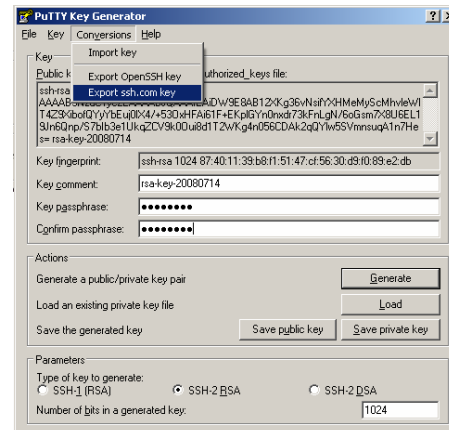 PuTTY Key Generator
File Key Conversions Help
Import key
Export OpenSSH key
Export ssh.com key
Key
Public k uthorized_keys file:
ssh-rsa
s= rsa-key-20080714
Key fingerprint: ssh-rsa 1024 87:40:11:39:b8:f1:51:47:cf:56:30:d9:f0:89:e2:db
Key comment: rsa-key-20080714
Key passphrase: ●●●●●●●●
Confirm passphrase: ●●●●●●●●
Actions
Generate a public/private key pair Generate
Load an existing private key file Load
Save the generated key Save public key Save private key
Parameters
Type of key to generate:
SSH-1 (RSA) SSH-2 RSA SSH-2 DSA
Number of bits in a generated key: 1024